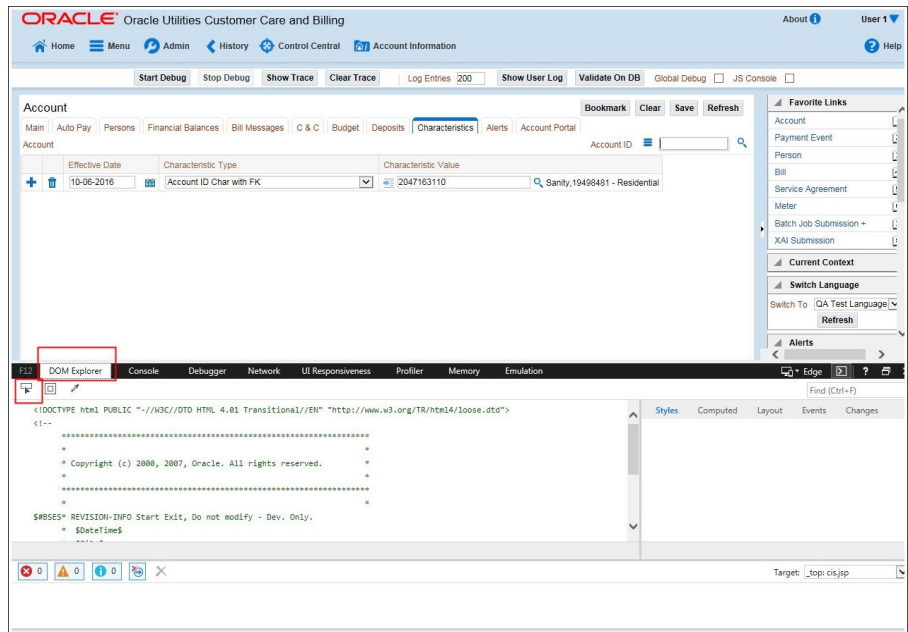 ORACLE® Oracle Utilities Customer Care and Billing
About User 1
Home Menu Admin History Control Central Account Information Help
Start Debug Stop Debug Show Trace Clear Trace Log Entries 200 Show User Log Validate On DB Global Debug JS Console
Account Bookmark Clear Save Refresh
Main Auto Pay Persons Financial Balances Bill Messages C & C Budget Deposits Characteristics Alerts Account Portal
Account Account ID
Effective Date Characteristic Type Characteristic Value
10-06-2016 Account ID Char with FK 2047163110 Sanity,19498481 - Residential
Favorite Links
Account
Payment Event
Person
Bill
Service Agreement
Meter
Batch Job Submission +
XAI Submission
Current Context
Switch Language
Switch To QA Test Language
Refresh
Alerts
F12 DOM Explorer Console Debugger Network UI Responsiveness Profiler Memory Emulation Edge ?
Find (Ctrl+F)
Styles Computed Layout Events Changes
<!DOCTYPE html PUBLIC "-//W3C//DTD HTML 4.01 Transitional//EN" "http://www.w3.org/TR/html4/loose.dtd">
<!--
*******************************************************************
* *
* Copyright (c) 2000, 2007, Oracle. All rights reserved. *
* *
*******************************************************************
* *
$#BSES* REVISION-INFO Start Exit, Do not modify - Dev. Only.
* $DateTime$
0 0 0
Target: _top: cis.jsp